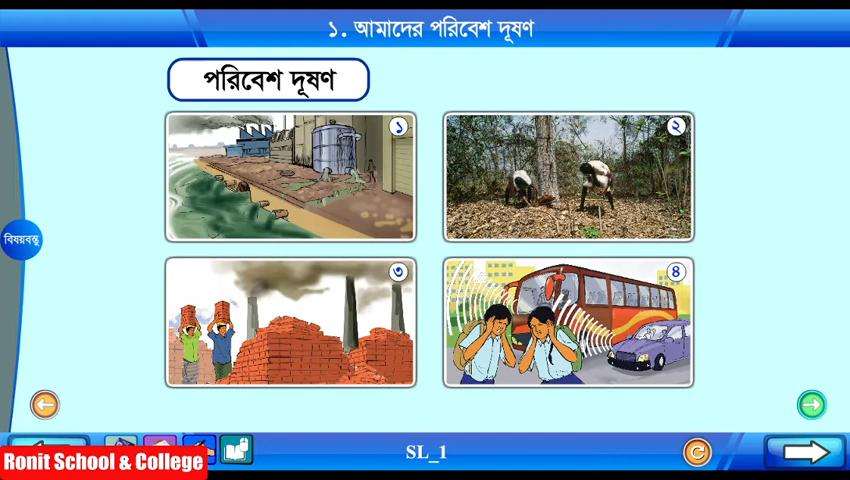 ১. আমাদের পরিবেশ দূষণ
পরিবেশ দূষণ
১
২
৩
৪
বিষয়বস্তু
SL_1
Ronit School & College